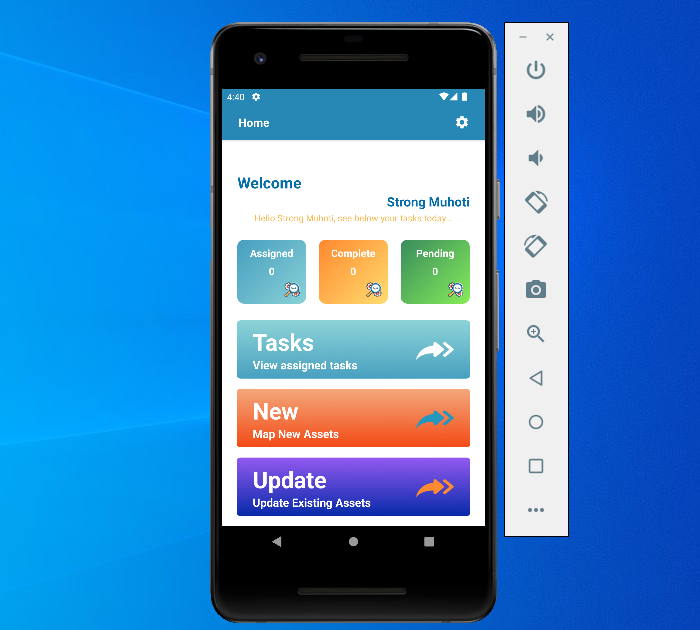 4:40
Home
Welcome
Strong Muhoti
Hello Strong Muhoti, see below your tasks today...
Assigned
0
Complete
0
Pending
0
Tasks
View assigned tasks
New
Map New Assets
Update
Update Existing Assets